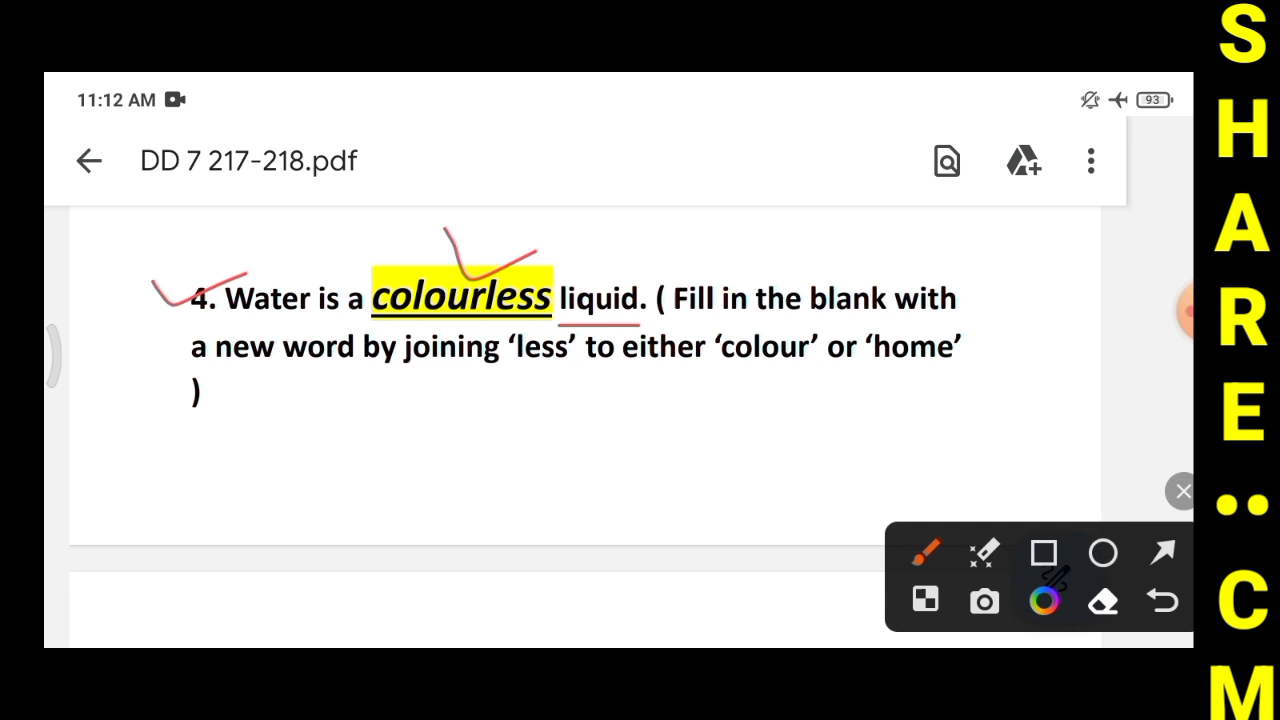 11:12 AM
93
DD 7 217-218.pdf
4. Water is a colourless liquid. ( Fill in the blank with
a new word by joining ‘less’ to either ‘colour’ or ‘home’
)
S
H
A
R
E
••
C
M